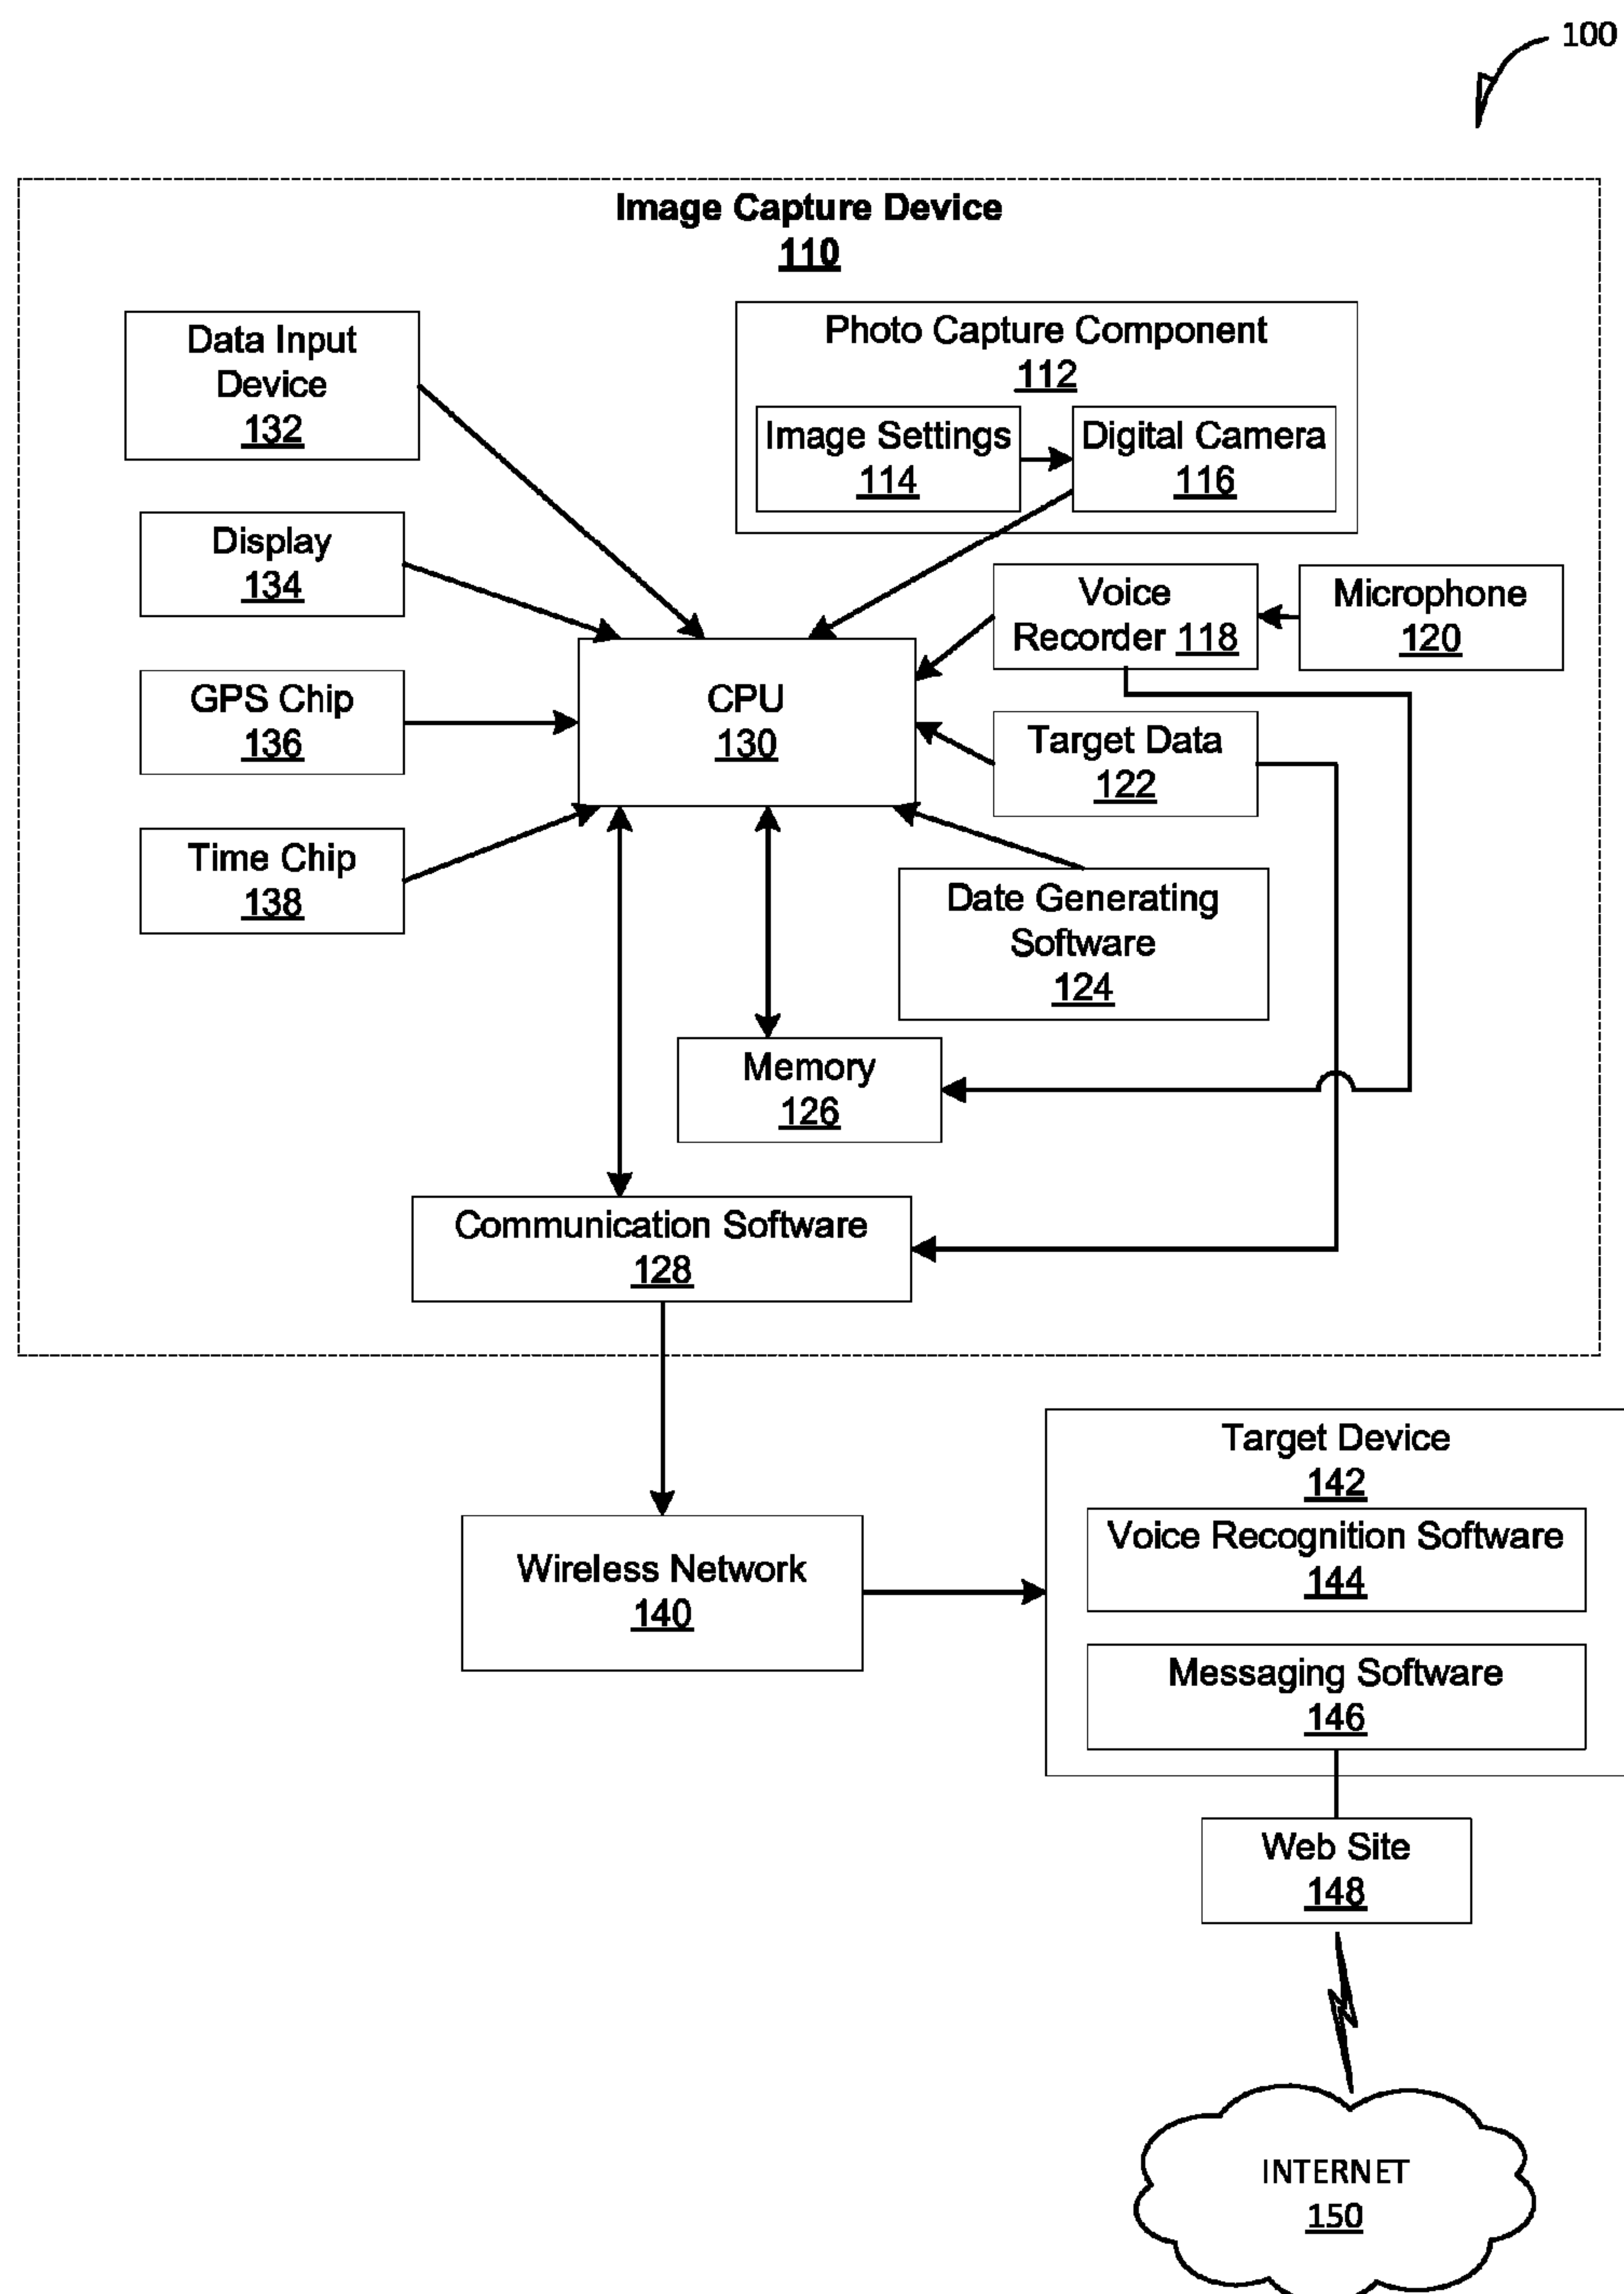 100
Image Capture Device
110
Data Input
Device
132
Photo Capture Component
112
Image Settings
114
Digital Camera
116
Display
134
Voice
Recorder 118
Microphone
120
GPS Chip
136
CPU
130
Target Data
122
Time Chip
138
Date Generating
Software
124
Memory
126
Communication Software
128
Target Device
142
Voice Recognition Software
144
Wireless Network
140
Messaging Software
146
Web Site
148
INTERNET
150